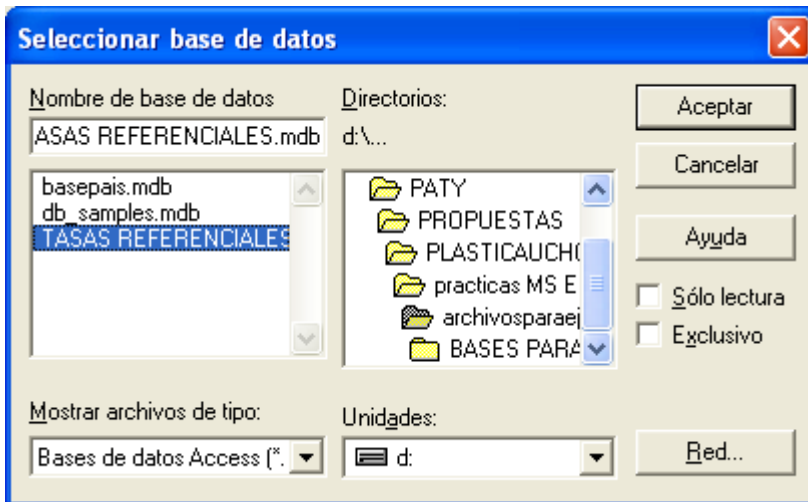 Seleccionar base de datos
Nombre de base de datos
ASAS REFERENCIALES.mdb
basepais.mdb
db_samples.mdb
TASAS REFERENCIALES
Mostrar archivos de tipo:
Bases de datos Access (*.
Directorios:
d:\...
PATY
PROPUESTAS
PLASTICAUCHO
practicas MS E
archivosparaej
BASES PARA
Unidades:
d:
Aceptar
Cancelar
Ayuda
Sólo lectura
Exclusivo
Red...